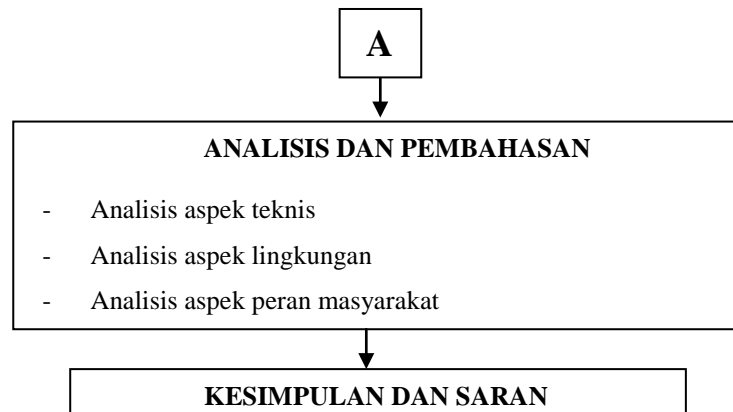 A
ANALISIS DAN PEMBAHASAN
- Analisis aspek teknis
- Analisis aspek lingkungan
- Analisis aspek peran masyarakat
KESIMPULAN DAN SARAN